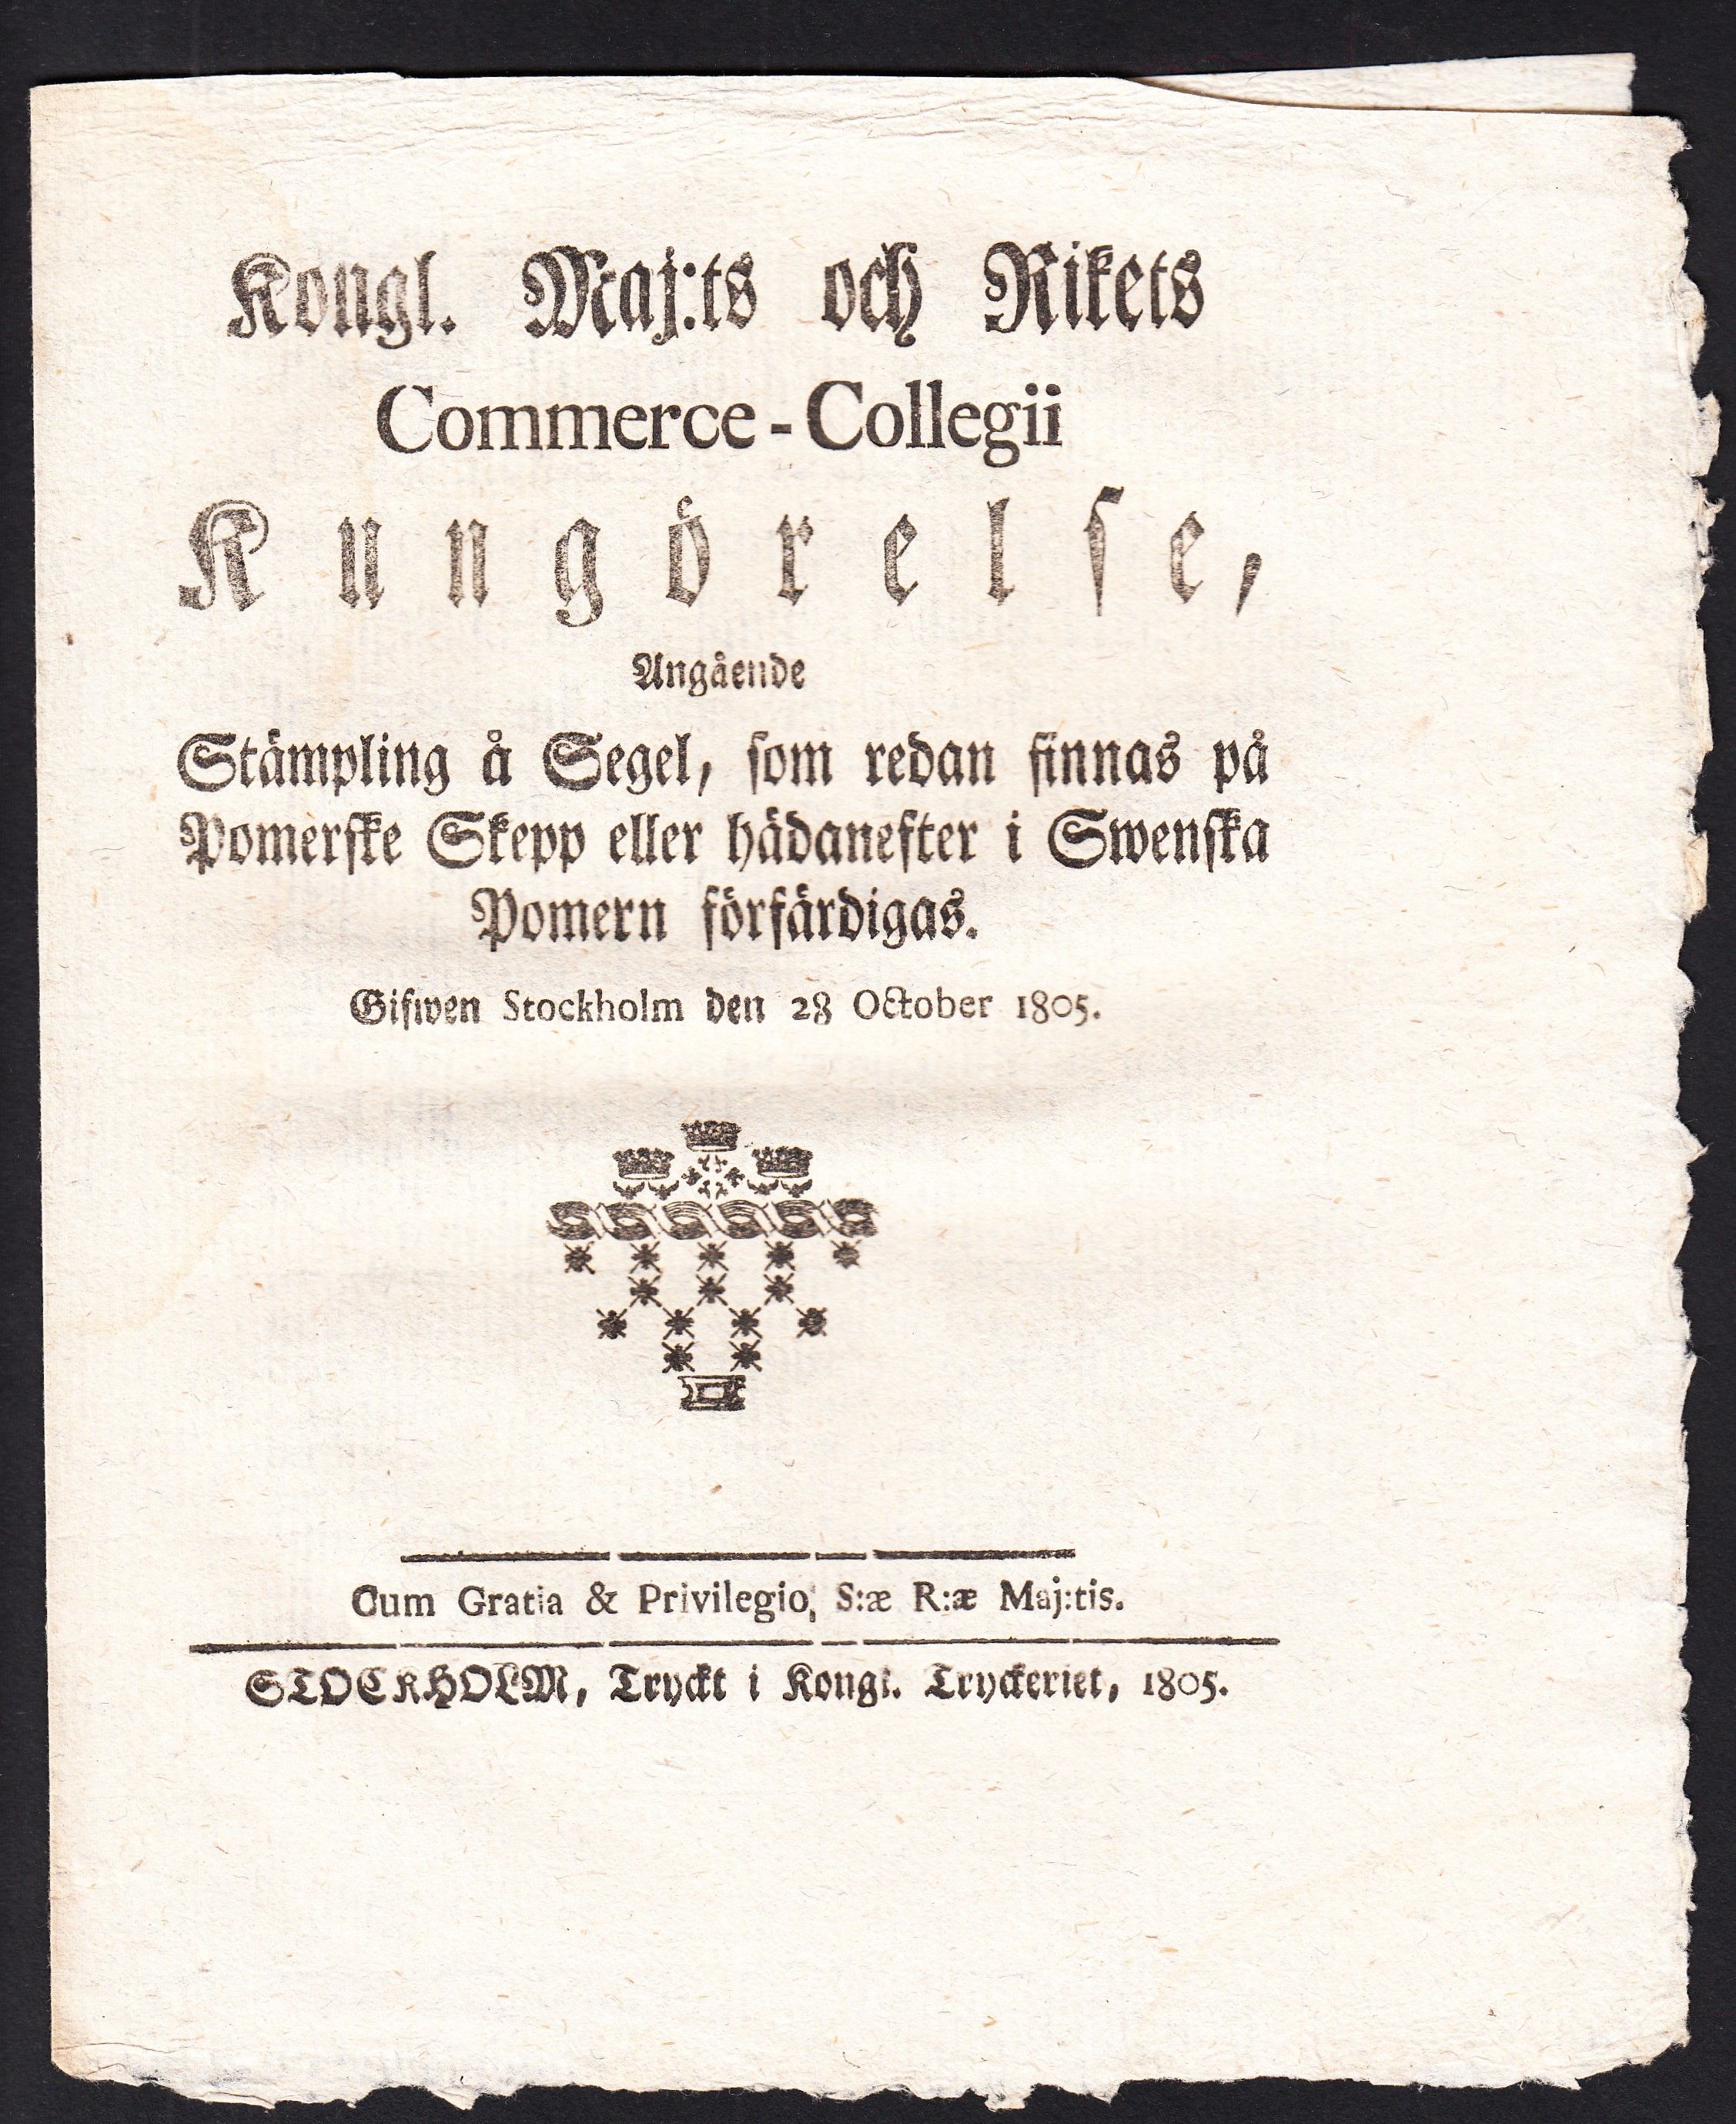 Kongl. Maj:ts och Rikets
Commerce-Collegii
Kungörelse,
Angående
Stämpling å Segel, som redan finnas på
Pomerske Skepp eller hädanefter i Swenska
Pomern förfärdigas.
Gifwen Stockholm den 28 October 1805.
Cum Gratia & Privilegio, S:æ R:æ Maj:tis.
STOCKHOLM, Tryckt i Kongl. Tryckeriet, 1805.